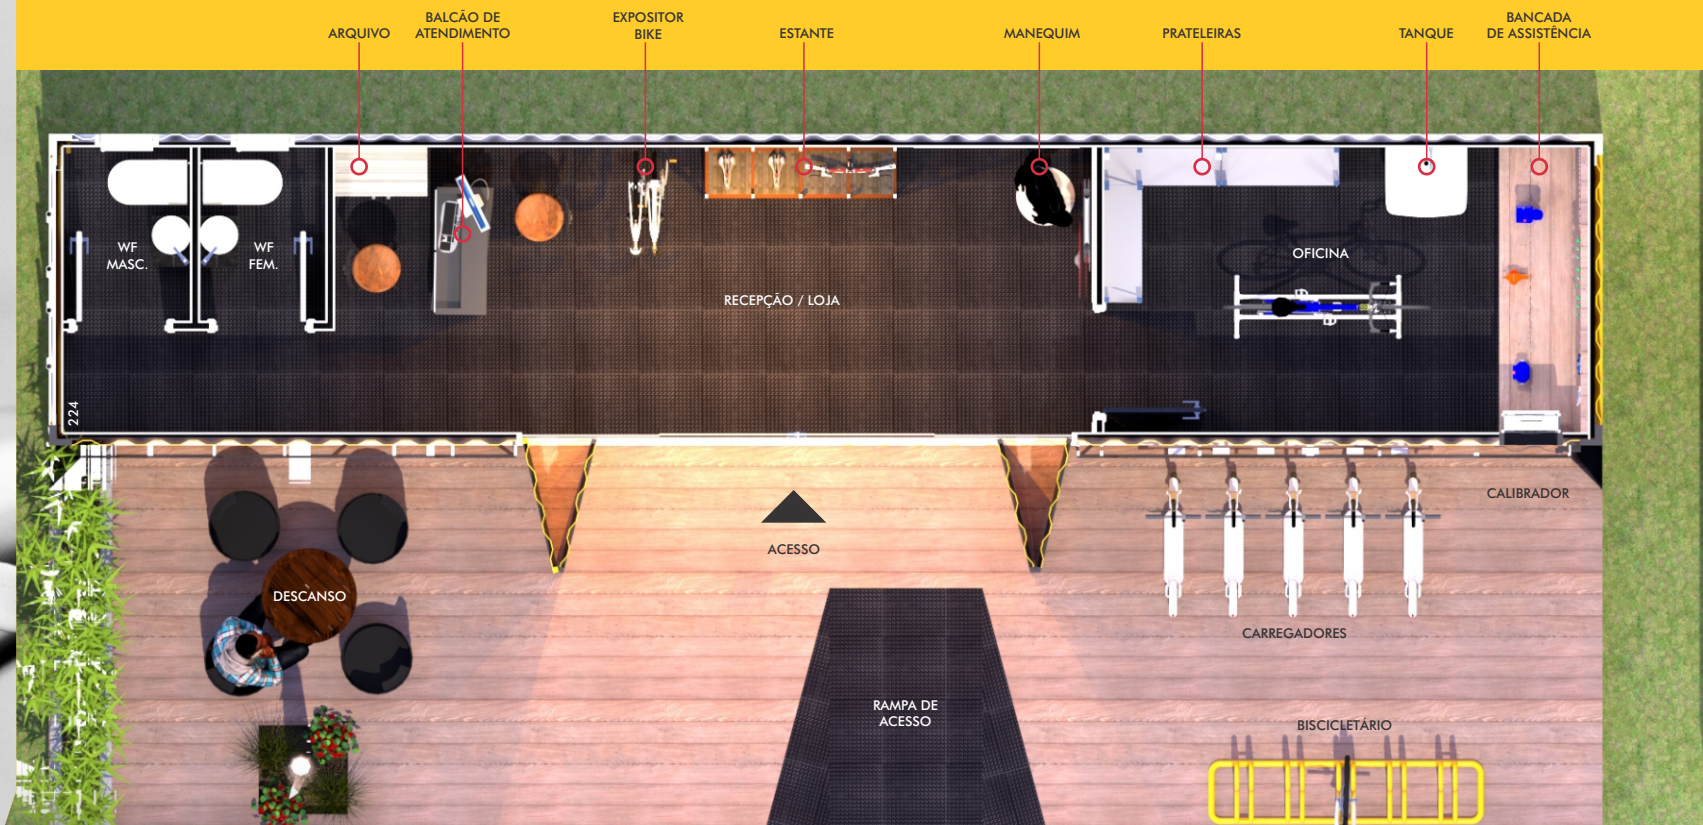 ARQUIVO
BALCÃO DE
ATENDIMENTO
EXPOSITOR
BIKE
ESTANTE
MANEQUIM
PRATELEIRAS
TANQUE
BANCADA
DE ASSISTÊNCIA
WF
MASC.
WF
FEM.
OFICINA
RECEPÇÃO / LOJA
224
CALIBRADOR
ACESSO
DESCANSO
CARREGADORES
RAMPA DE
ACESSO
BISCICLETÁRIO